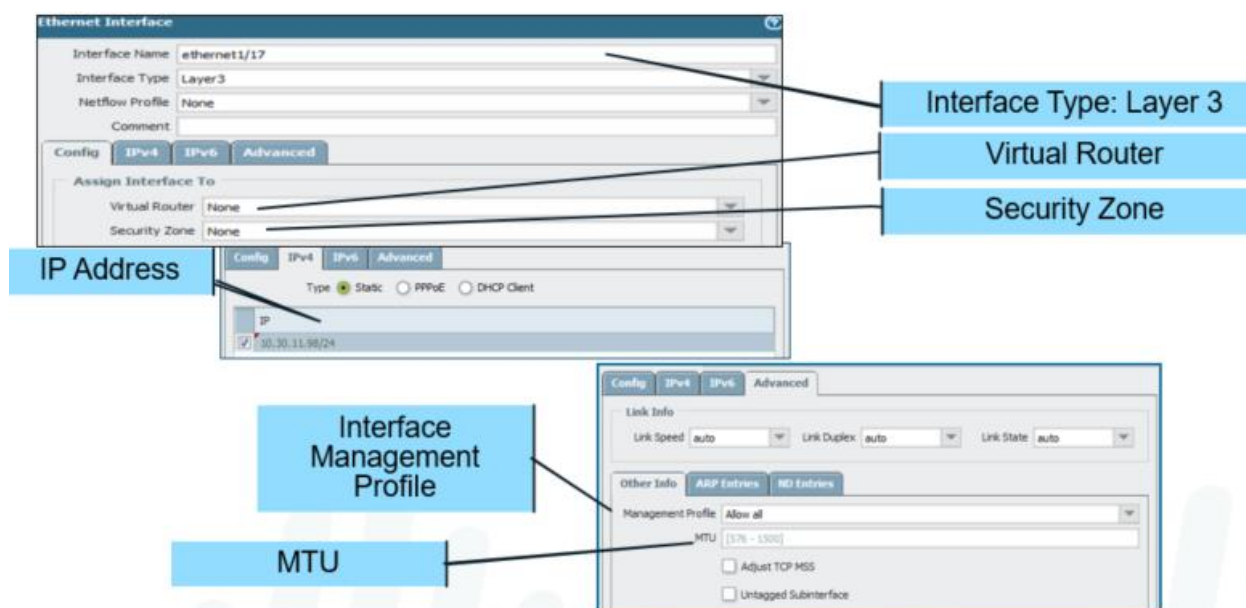 Ethernet Interface
Interface Name ethernet1/17
Interface Type Layer3
Netflow Profile None
Comment
Config IPv4 IPv6 Advanced
Assign Interface To
Virtual Router None
Security Zone None
Interface Type: Layer 3
Virtual Router
Security Zone
IP Address
Config IPv4 IPv6 Advanced
Type Static PPPoE DHCP Client
IP
10.30.11.98/24
Interface
Management
Profile
MTU
Config IPv4 IPv6 Advanced
Link Info
Link Speed auto Link Duplex auto Link State auto
Other Info ARP Entries ND Entries
Management Profile Allow all
MTU [576 - 1500]
Adjust TCP MSS
Untagged Subinterface